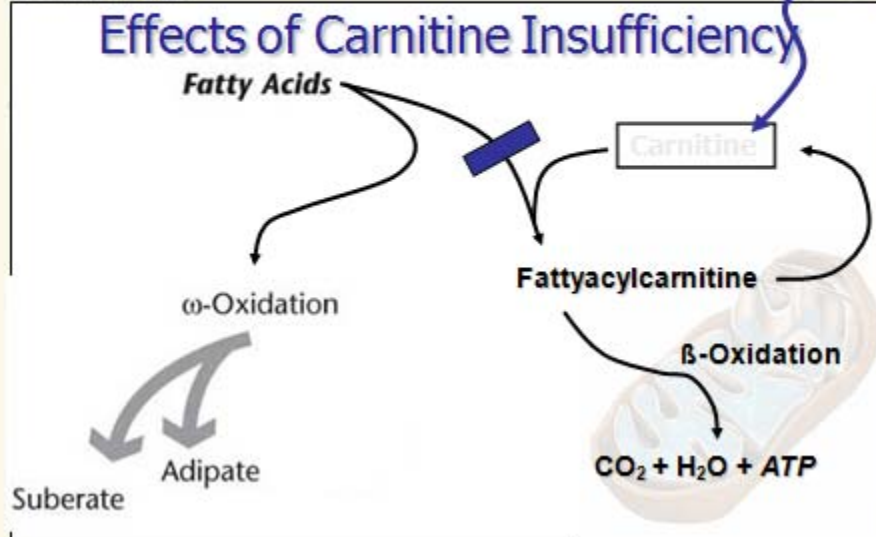 Effects of Carnitine Insufficiency
Fatty Acids
Carnitine
Fattyacylcarnitine
ω-Oxidation
ß-Oxidation
Adipate
CO₂ + H₂O + ATP
Suberate